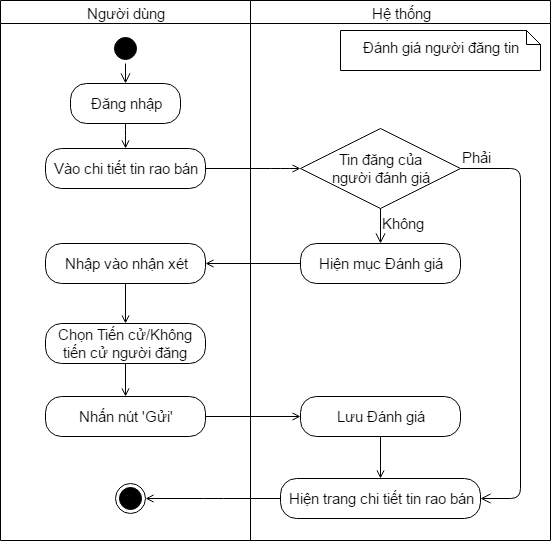 Người dùng
Hệ thống
Đánh giá người đăng tin
Đăng nhập
Vào chi tiết tin rao bán
Tin đăng của
người đánh giá
Phải
Không
Hiện mục Đánh giá
Nhập vào nhận xét
Chọn Tiến cử/Không
tiến cử người đăng
Nhấn nút 'Gửi'
Lưu Đánh giá
Hiện trang chi tiết tin rao bán